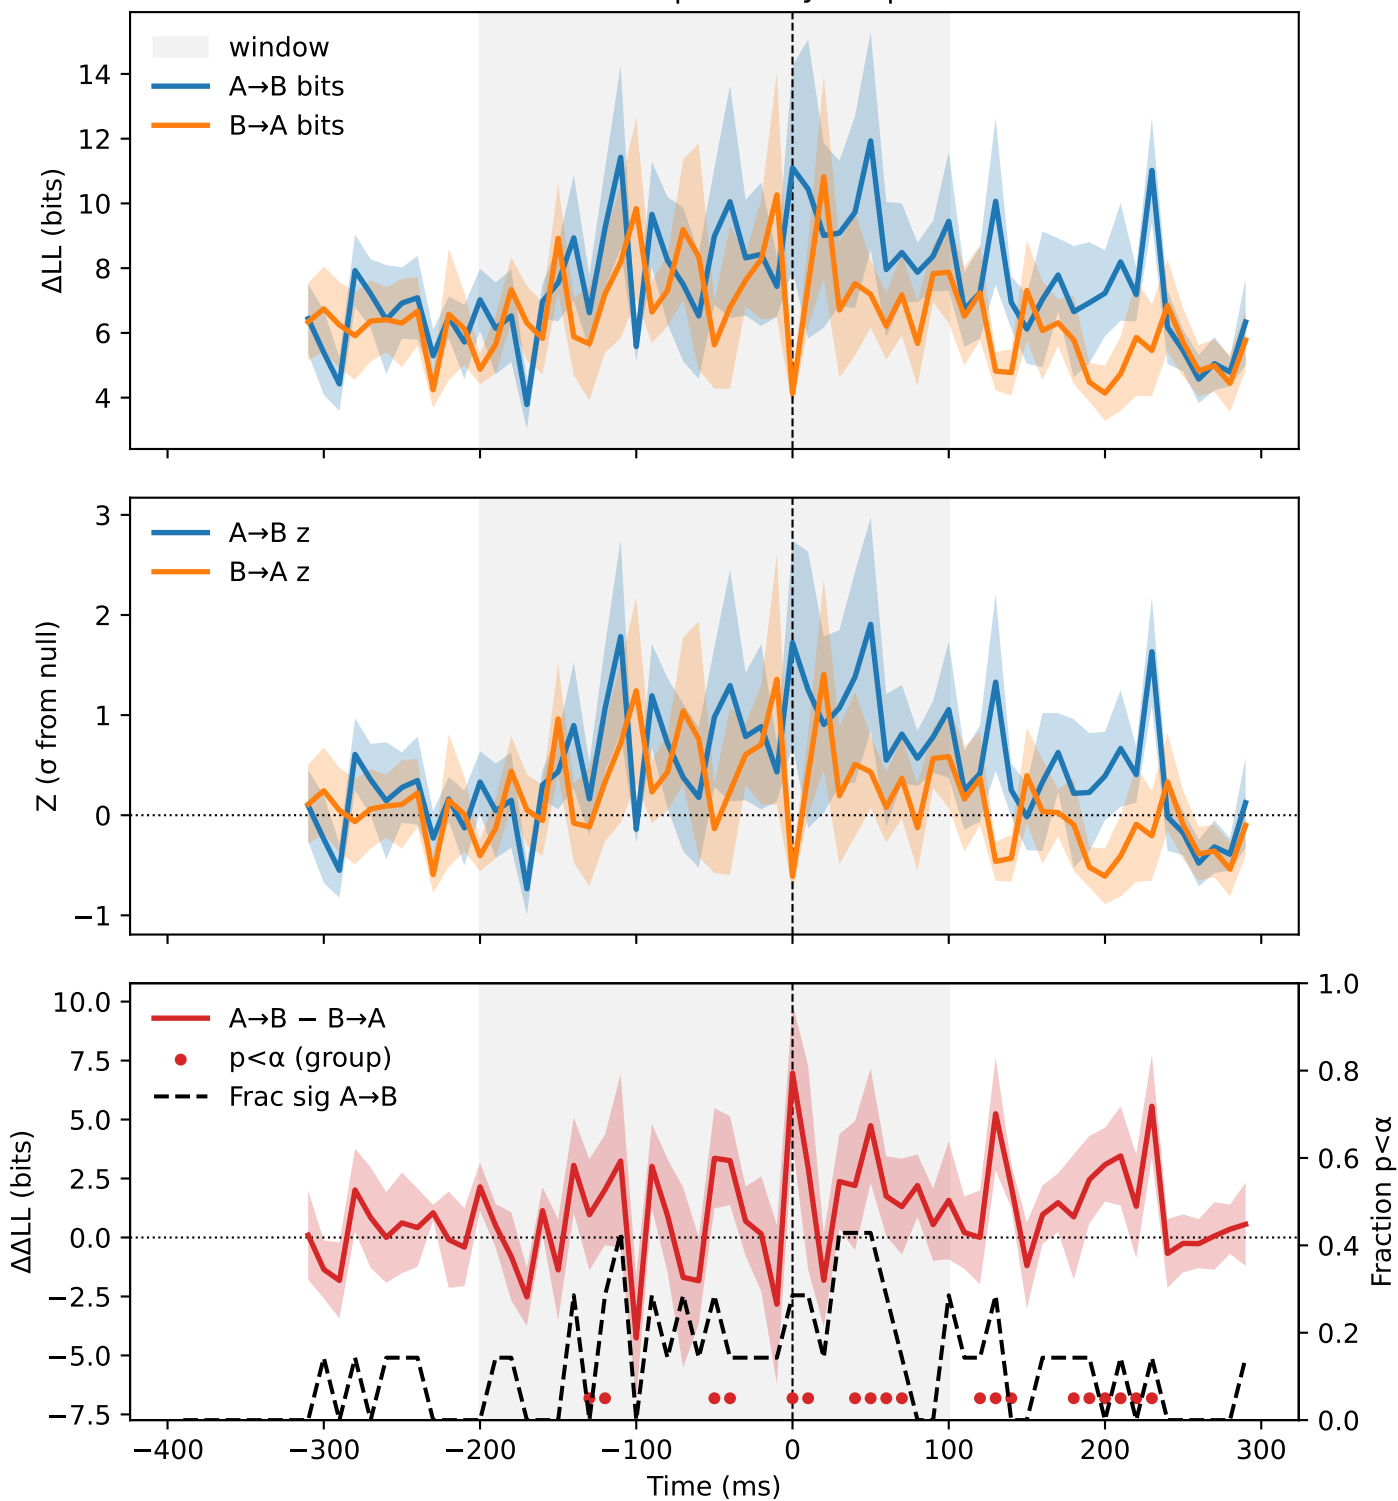 window
A→B bits
B→A bits
14
12
10
8
6
4
ΔLL (bits)
A→B z
B→A z
3
2
1
0
−1
Z (σ from null)
A→B − B→A
p<α (group)
Frac sig A→B
10.0
7.5
5.0
2.5
0.0
−2.5
−5.0
−7.5
ΔΔLL (bits)
1.0
0.8
0.6
0.4
0.2
0.0
Fraction p<α
−400 −300 −200 −100 0 100 200 300
Time (ms)